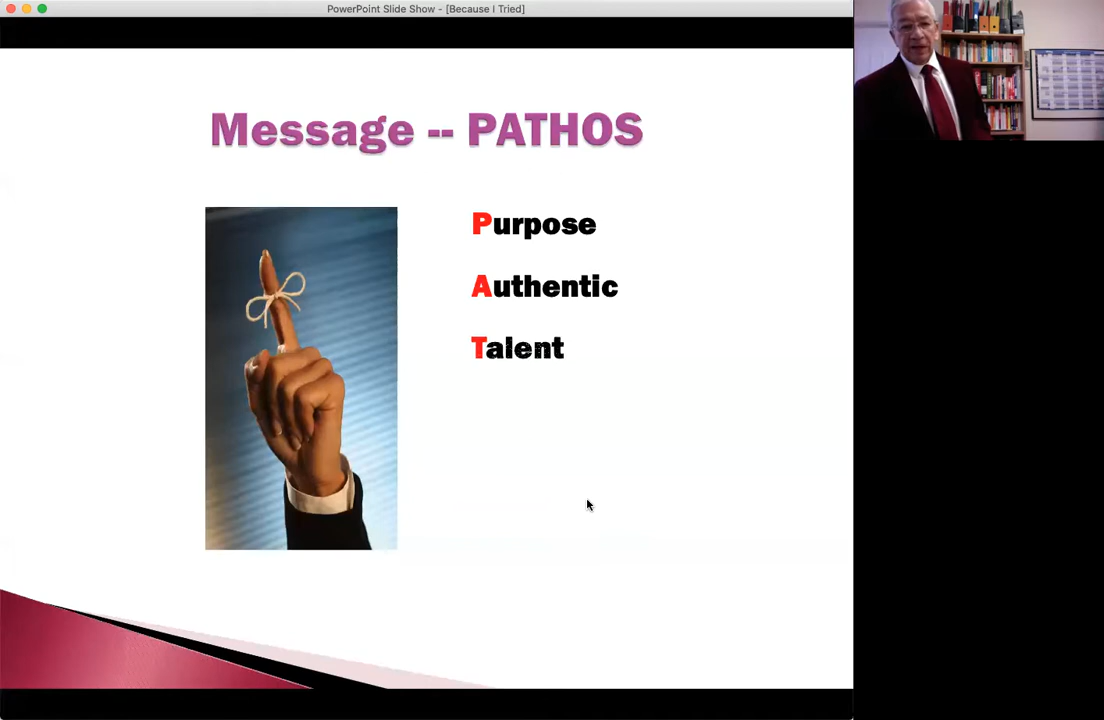 PowerPoint Slide Show - [Because I Tried]
Message -- PATHOS
Purpose
Authentic
Talent